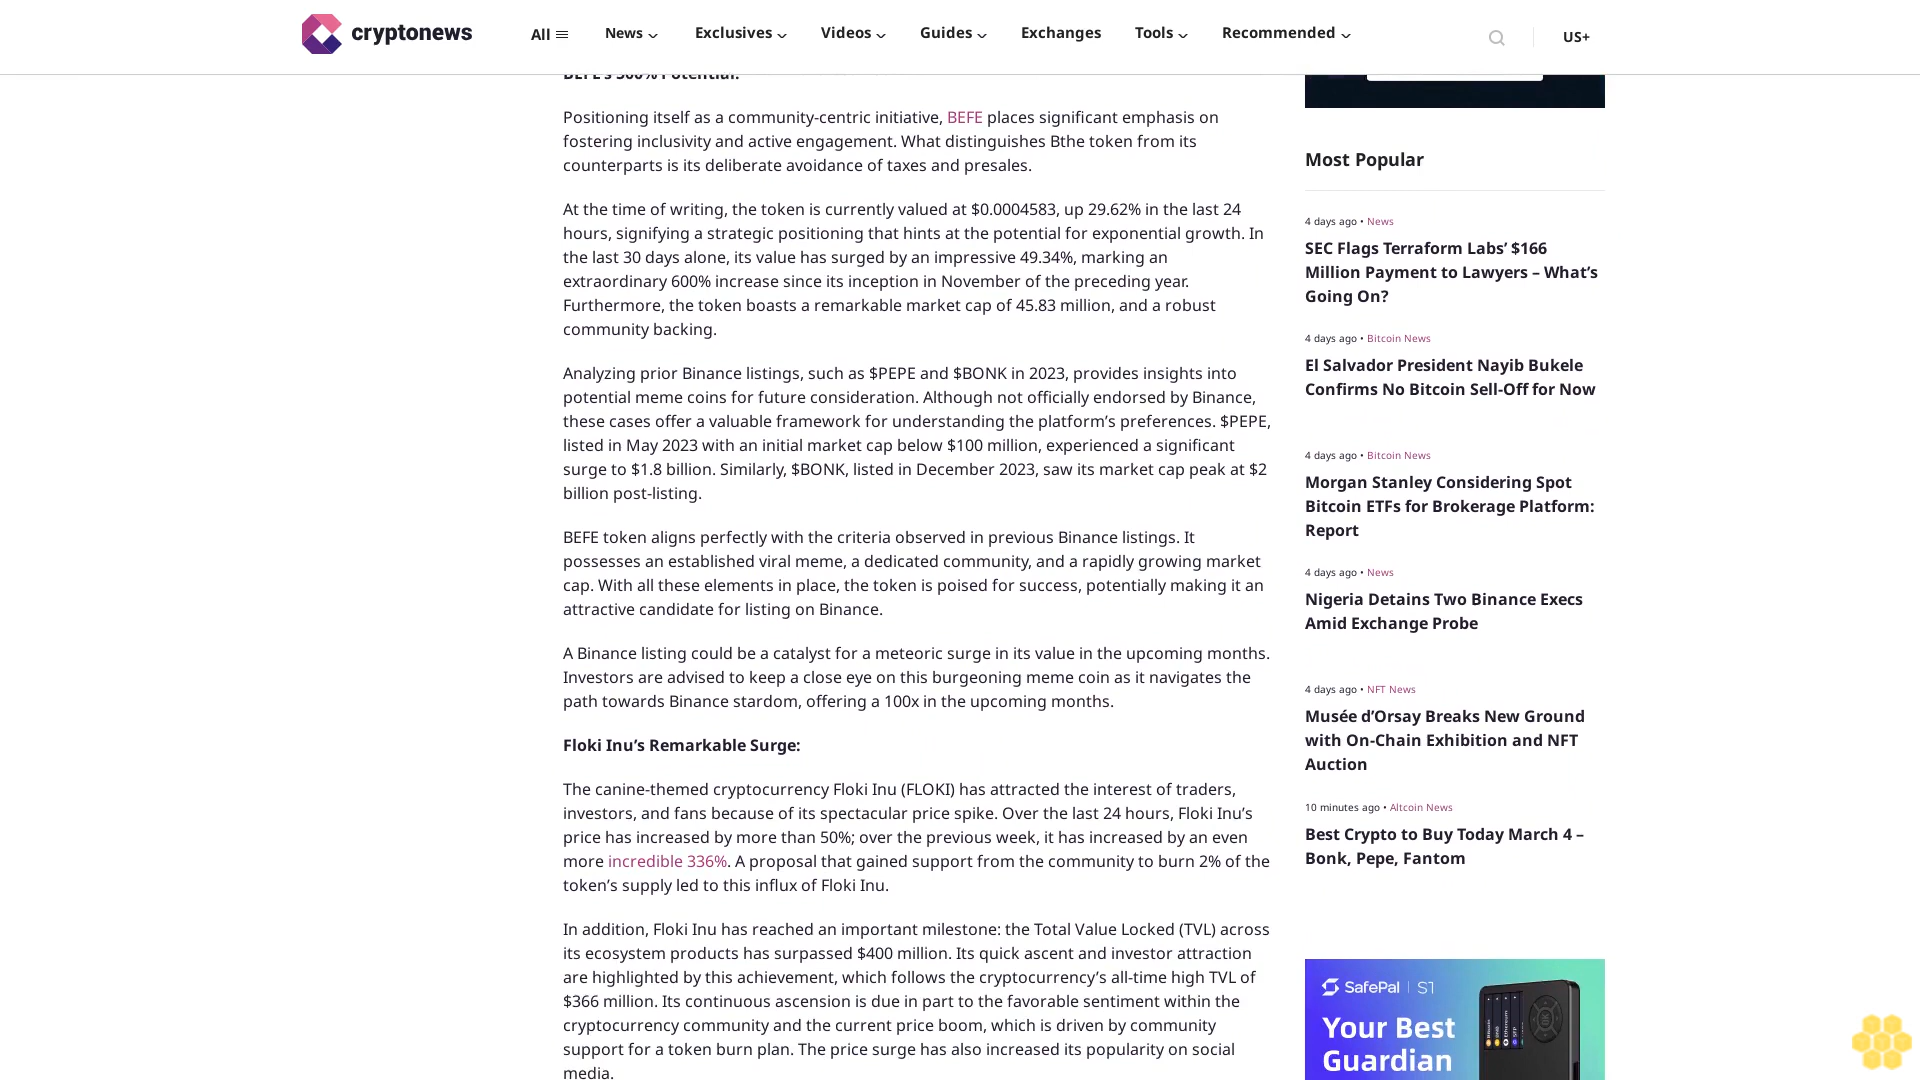 cryptonews
All
News
Exclusives
Videos
Guides
Exchanges
Tools
Recommended
US+
BEFE's 500% Potential:
Positioning itself as a community-centric initiative, BEFE places significant emphasis on
fostering inclusivity and active engagement. What distinguishes Bthe token from its
counterparts is its deliberate avoidance of taxes and presales.
At the time of writing, the token is currently valued at $0.0004583, up 29.62% in the last 24
hours, signifying a strategic positioning that hints at the potential for exponential growth. In
the last 30 days alone, its value has surged by an impressive 49.34%, marking an
extraordinary 600% increase since its inception in November of the preceding year.
Furthermore, the token boasts a remarkable market cap of 45.83 million, and a robust
community backing.
Analyzing prior Binance listings, such as $PEPE and $BONK in 2023, provides insights into
potential meme coins for future consideration. Although not officially endorsed by Binance,
these cases offer a valuable framework for understanding the platform’s preferences. $PEPE,
listed in May 2023 with an initial market cap below $100 million, experienced a significant
surge to $1.8 billion. Similarly, $BONK, listed in December 2023, saw its market cap peak at $2
billion post-listing.
BEFE token aligns perfectly with the criteria observed in previous Binance listings. It
possesses an established viral meme, a dedicated community, and a rapidly growing market
cap. With all these elements in place, the token is poised for success, potentially making it an
attractive candidate for listing on Binance.
A Binance listing could be a catalyst for a meteoric surge in its value in the upcoming months.
Investors are advised to keep a close eye on this burgeoning meme coin as it navigates the
path towards Binance stardom, offering a 100x in the upcoming months.
Floki Inu’s Remarkable Surge:
The canine-themed cryptocurrency Floki Inu (FLOKI) has attracted the interest of traders,
investors, and fans because of its spectacular price spike. Over the last 24 hours, Floki Inu’s
price has increased by more than 50%; over the previous week, it has increased by an even
more incredible 336%. A proposal that gained support from the community to burn 2% of the
token’s supply led to this influx of Floki Inu.
In addition, Floki Inu has reached an important milestone: the Total Value Locked (TVL) across
its ecosystem products has surpassed $400 million. Its quick ascent and investor attraction
are highlighted by this achievement, which follows the cryptocurrency’s all-time high TVL of
$366 million. Its continuous ascension is due in part to the favorable sentiment within the
cryptocurrency community and the current price boom, which is driven by community
support for a token burn plan. The price surge has also increased its popularity on social
media.
Most Popular
4 days ago • News
SEC Flags Terraform Labs’ $166
Million Payment to Lawyers – What’s
Going On?
4 days ago • Bitcoin News
El Salvador President Nayib Bukele
Confirms No Bitcoin Sell-Off for Now
4 days ago • Bitcoin News
Morgan Stanley Considering Spot
Bitcoin ETFs for Brokerage Platform:
Report
4 days ago • News
Nigeria Detains Two Binance Execs
Amid Exchange Probe
4 days ago • NFT News
Musée d’Orsay Breaks New Ground
with On-Chain Exhibition and NFT
Auction
10 minutes ago • Altcoin News
Best Crypto to Buy Today March 4 –
Bonk, Pepe, Fantom
SafePal | S1
Your Best
Guardian